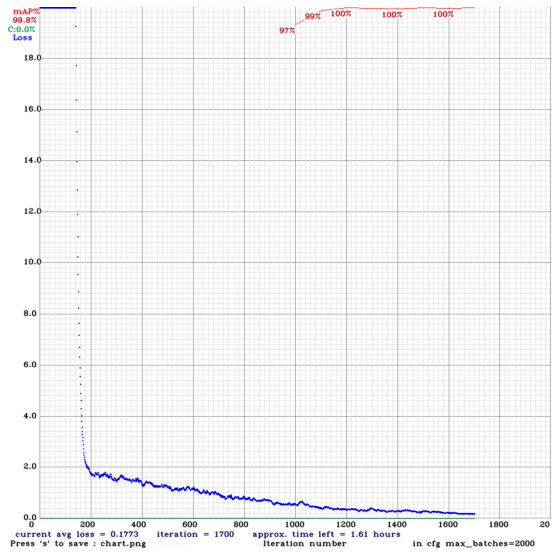 mAP%
99.8%
C:0.0%
Loss
97%
99%
100%
100%
100%
18.0
16.0
14.0
12.0
10.0
8.0
6.0
4.0
2.0
0.0
0 200 400 600 800 1000 1200 1400 1600 1800 20
current avg loss = 0.1773 iteration = 1700 approx. time left = 1.61 hours
Press 's' to save : chart.png Iteration number in cfg max_batches=2000